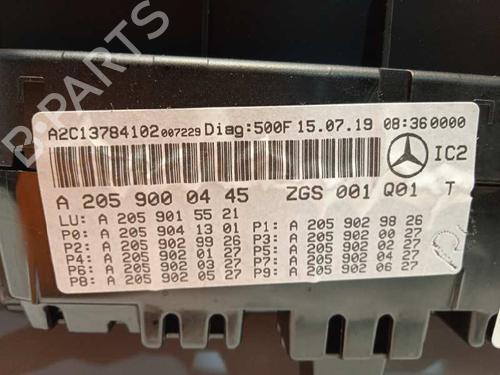 A2C13784102 007229 Diag:500F 15.07.19 08:36 0000
IC2
A 205 900 04 45 ZGS 001 Q01 T
LU: A 205 901 55 21
P0: A 205 904 13 01 P1: A 205 902 98 26
P2: A 205 902 99 26 P3: A 205 902 00 27
P4: A 205 902 01 27 P5: A 205 902 02 27
P6: A 205 902 03 27 P7: A 205 902 04 27
P8: A 205 902 05 27 P9: A 205 902 06 27